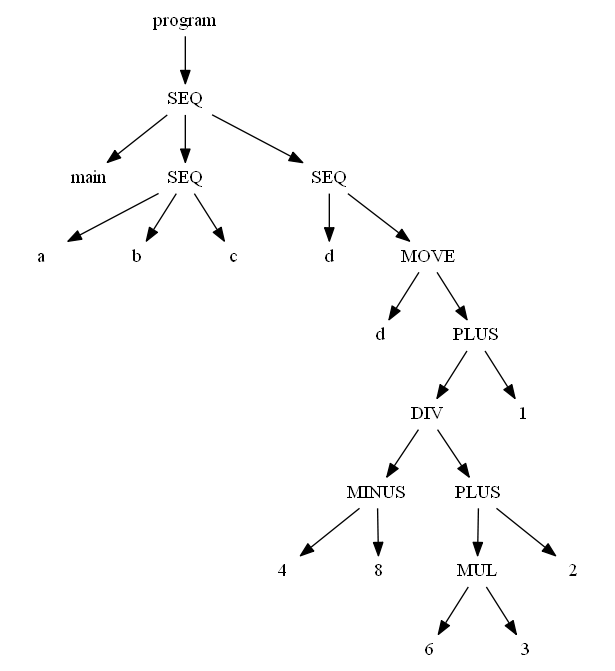 program
SEQ
main SEQ SEQ
a b c d MOVE
d PLUS
DIV 1
MINUS PLUS
4 8 MUL 2
6 3